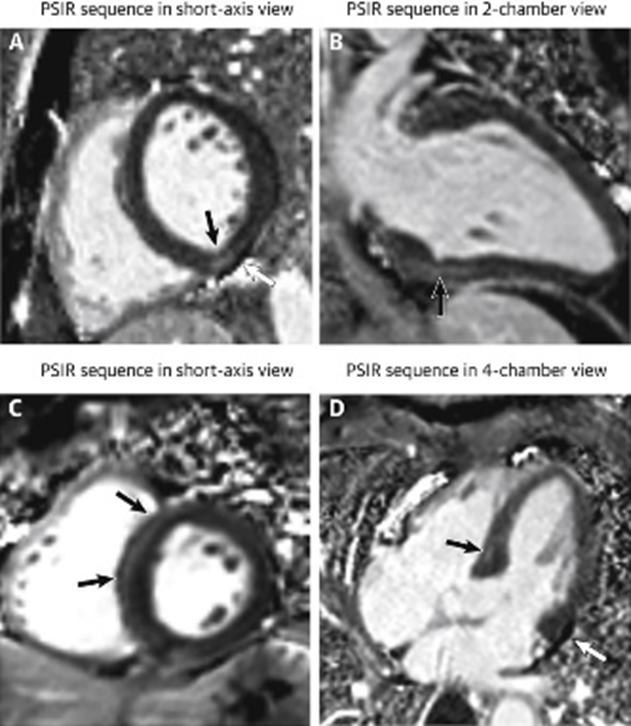 PSIR sequence in short-axis view
PSIR sequence in 2-chamber view
A
B
PSIR sequence in short-axis view
PSIR sequence in 4-chamber view
C
D